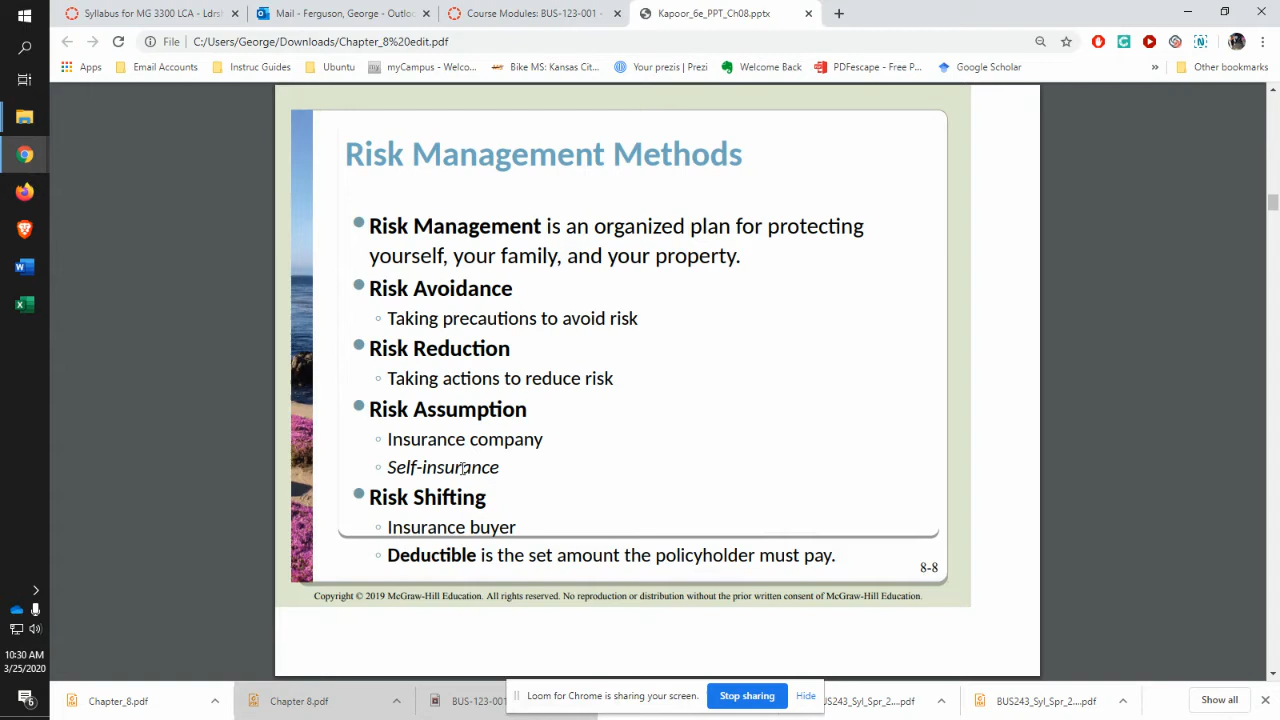 Syllabus for MG 3300 LCA - Ldrs
Mail - Ferguson, George - Outloo
Course Modules: BUS-123-001 -
Kapoor_6e_PPT_Ch08.pptx
File
C:/Users/George/Downloads/Chapter_8%20edit.pdf
Apps
Email Accounts
Instruc Guides
Ubuntu
myCampus - Welco...
Bike MS: Kansas Cit...
Your prezis | Prezi
Welcome Back
PDFescape - Free P...
Google Scholar
»
Other bookmarks
Risk Management Methods
Risk Management is an organized plan for protecting
yourself, your family, and your property.
Risk Avoidance
Taking precautions to avoid risk
Risk Reduction
Taking actions to reduce risk
Risk Assumption
Insurance company
Self-insurance
Risk Shifting
Insurance buyer
Deductible is the set amount the policyholder must pay.
8-8
Copyright © 2019 McGraw-Hill Education. All rights reserved. No reproduction or distribution without the prior written consent of McGraw-Hill Education.
10:30 AM
3/25/2020
6
Chapter_8.pdf
Chapter 8.pdf
BUS-123-001
Loom for Chrome is sharing your screen.
Stop sharing
Hide
AF243_Syl_Spr_2....pdf
BUS243_Syl_Spr_2....pdf
Show all